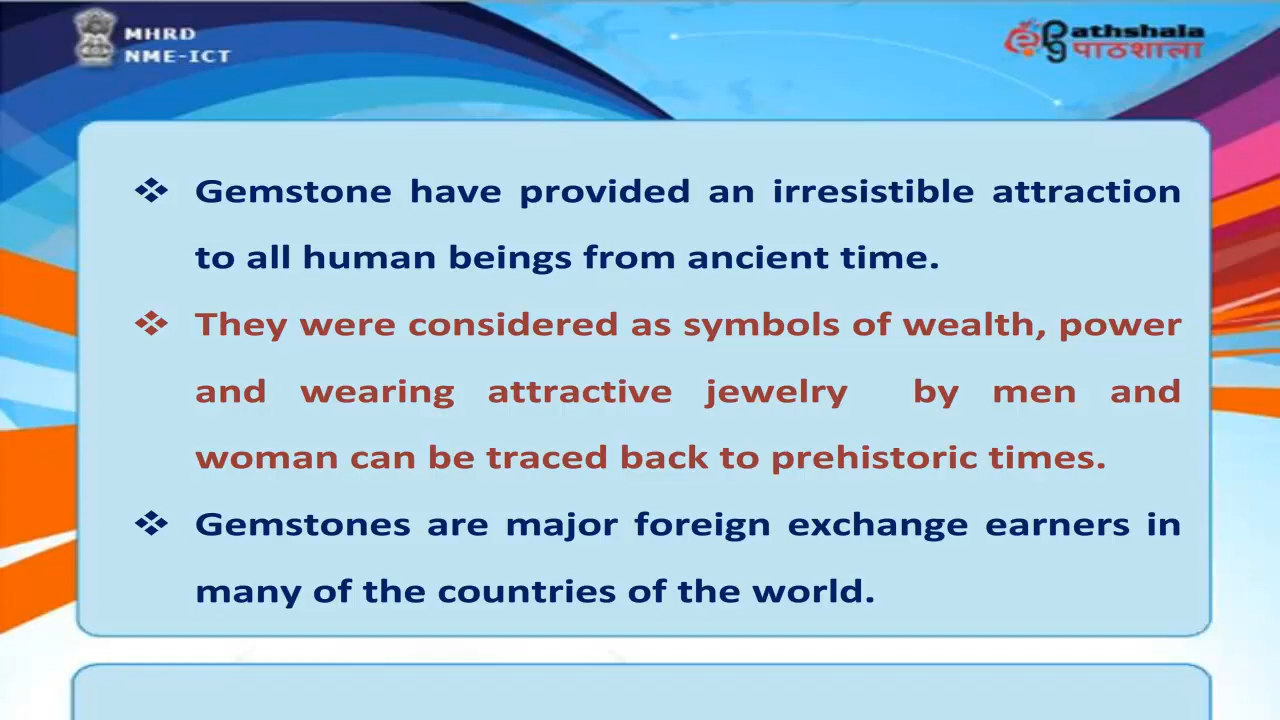 MHRD
NME-ICT
athshala
पाठशाला
Gemstone have provided an irresistible attraction
to all human beings from ancient time.
They were considered as symbols of wealth, power
and wearing attractive jewelry by men and
woman can be traced back to prehistoric times.
Gemstones are major foreign exchange earners in
many of the countries of the world.